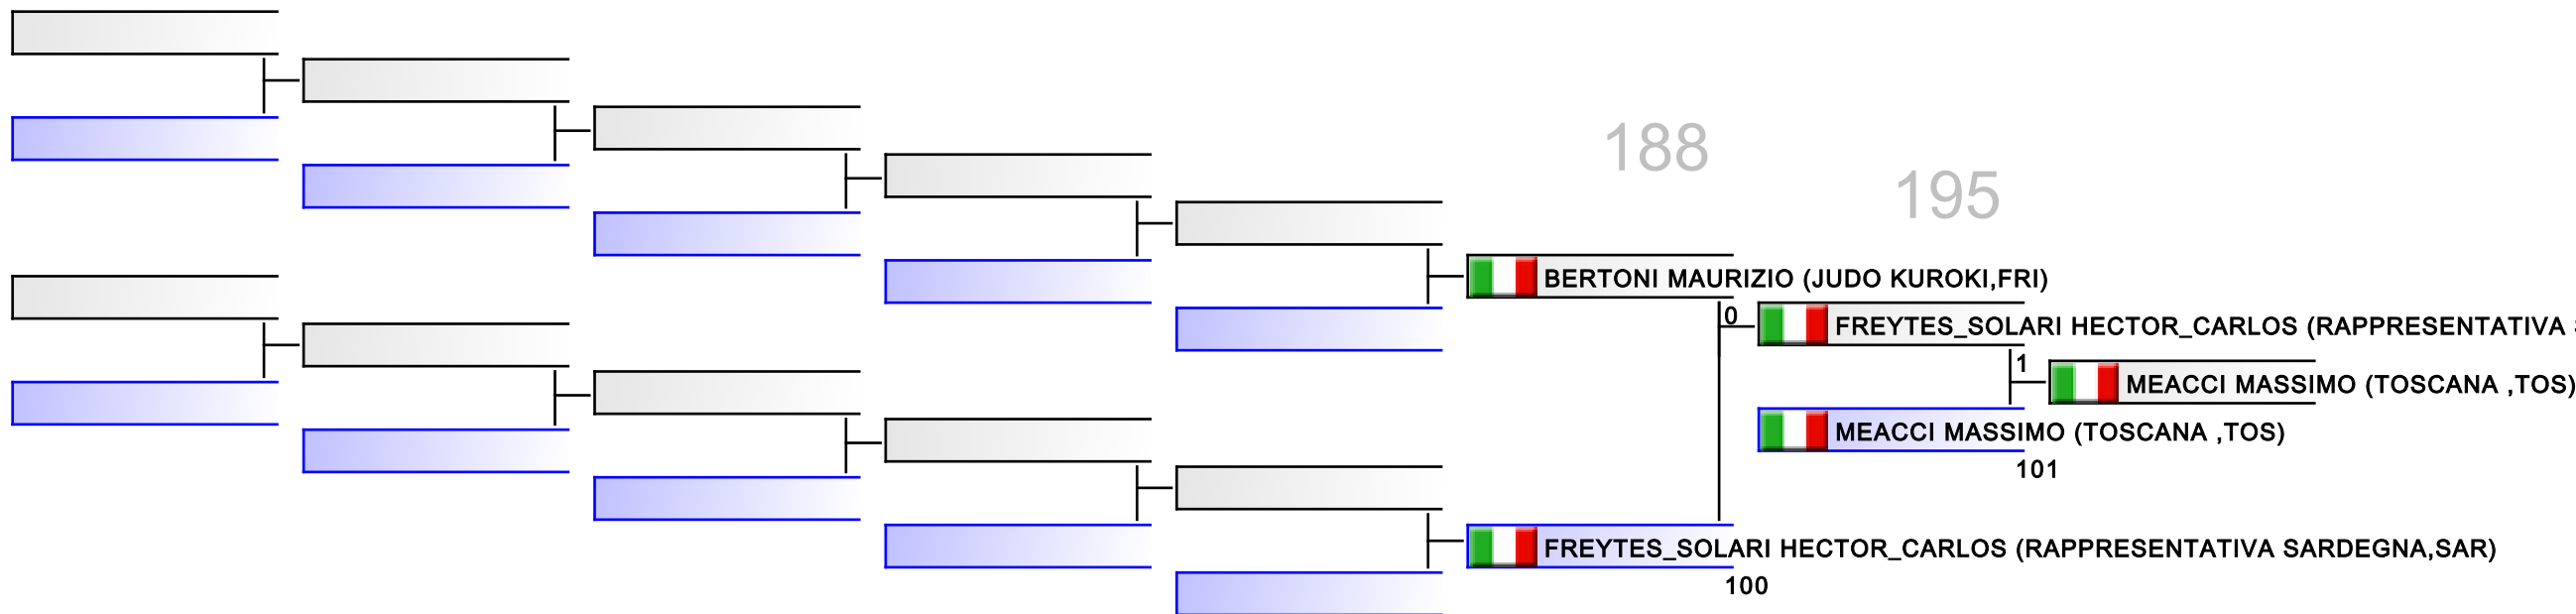 188
195
BERTONI MAURIZIO (JUDO KUROKI,FRI)
0
FREYTES_SOLARI HECTOR_CARLOS (RAPPRESENTATIVA
1
MEACCI MASSIMO (TOSCANA ,TOS)
MEACCI MASSIMO (TOSCANA ,TOS)
101
FREYTES_SOLARI HECTOR_CARLOS (RAPPRESENTATIVA SARDEGNA,SAR)
100